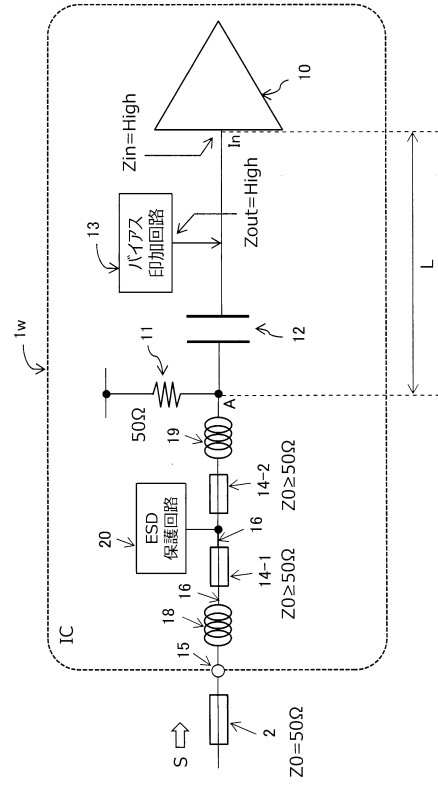 1w
IC
S
2
Z0=50Ω
15
18
16
14-1
Z0≥50Ω
20
ESD
保護回路
16
14-2
Z0≥50Ω
19
50Ω
11
A
12
13
バイアス
印加回路
Zout=High
Zin=High
In
10
L